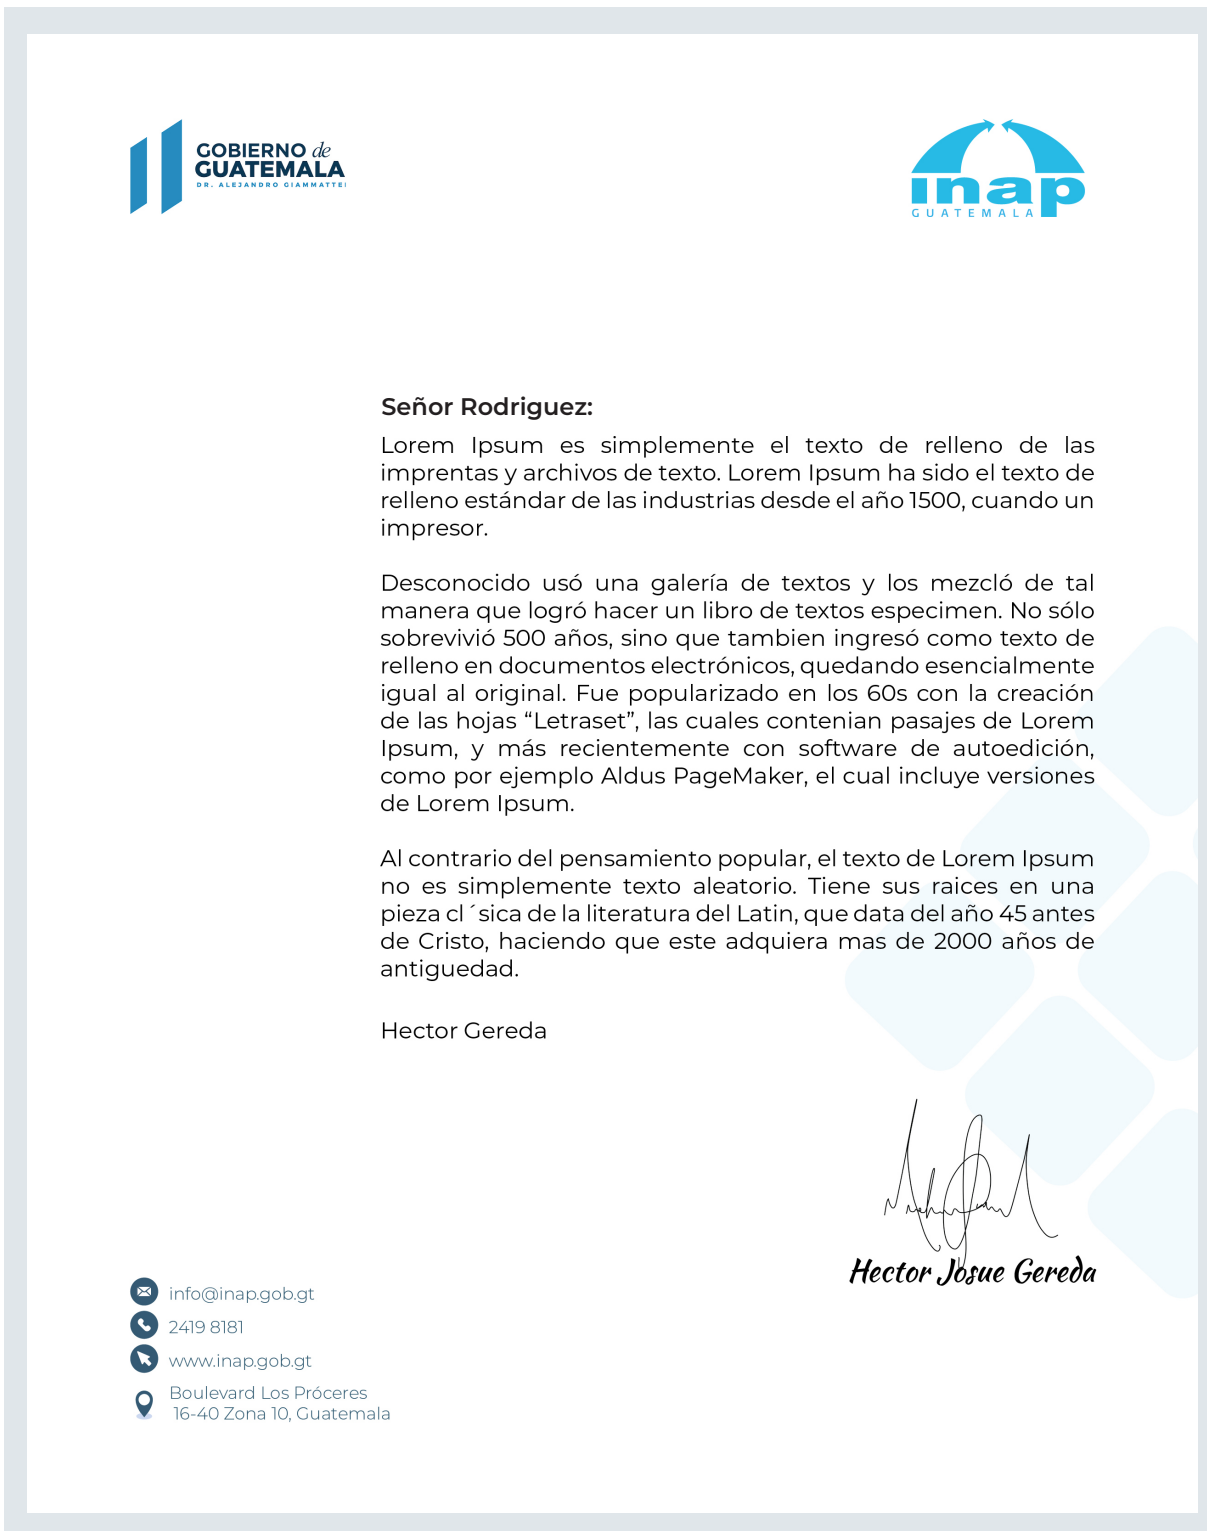 GOBIERNO de
GUATEMALA
DR. ALEJANDRO GIAMMATTEI
inap
GUATEMALA
Señor Rodriguez:
Lorem Ipsum es simplemente el texto de relleno de las
imprentas y archivos de texto. Lorem Ipsum ha sido el texto de
relleno estándar de las industrias desde el año 1500, cuando un
impresor.
Desconocido usó una galería de textos y los mezcló de tal
manera que logró hacer un libro de textos especimen. No sólo
sobrevivió 500 años, sino que tambien ingresó como texto de
relleno en documentos electrónicos, quedando esencialmente
igual al original. Fue popularizado en los 60s con la creación
de las hojas “Letraset”, las cuales contenian pasajes de Lorem
Ipsum, y más recientemente con software de autoedición,
como por ejemplo Aldus PageMaker, el cual incluye versiones
de Lorem Ipsum.
Al contrario del pensamiento popular, el texto de Lorem Ipsum
no es simplemente texto aleatorio. Tiene sus raices en una
pieza cl´sica de la literatura del Latin, que data del año 45 antes
de Cristo, haciendo que este adquiera mas de 2000 años de
antiguedad.
Hector Gereda
Hector Josue Gereda
info@inap.gob.gt
2419 8181
www.inap.gob.gt
Boulevard Los Próceres
16-40 Zona 10, Guatemala